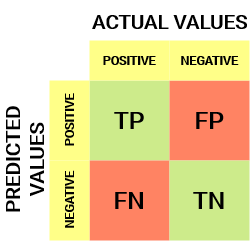 ACTUAL VALUES
POSITIVE NEGATIVE
PREDICTED
VALUES
POSITIVE
TP FP
NEGATIVE
FN TN